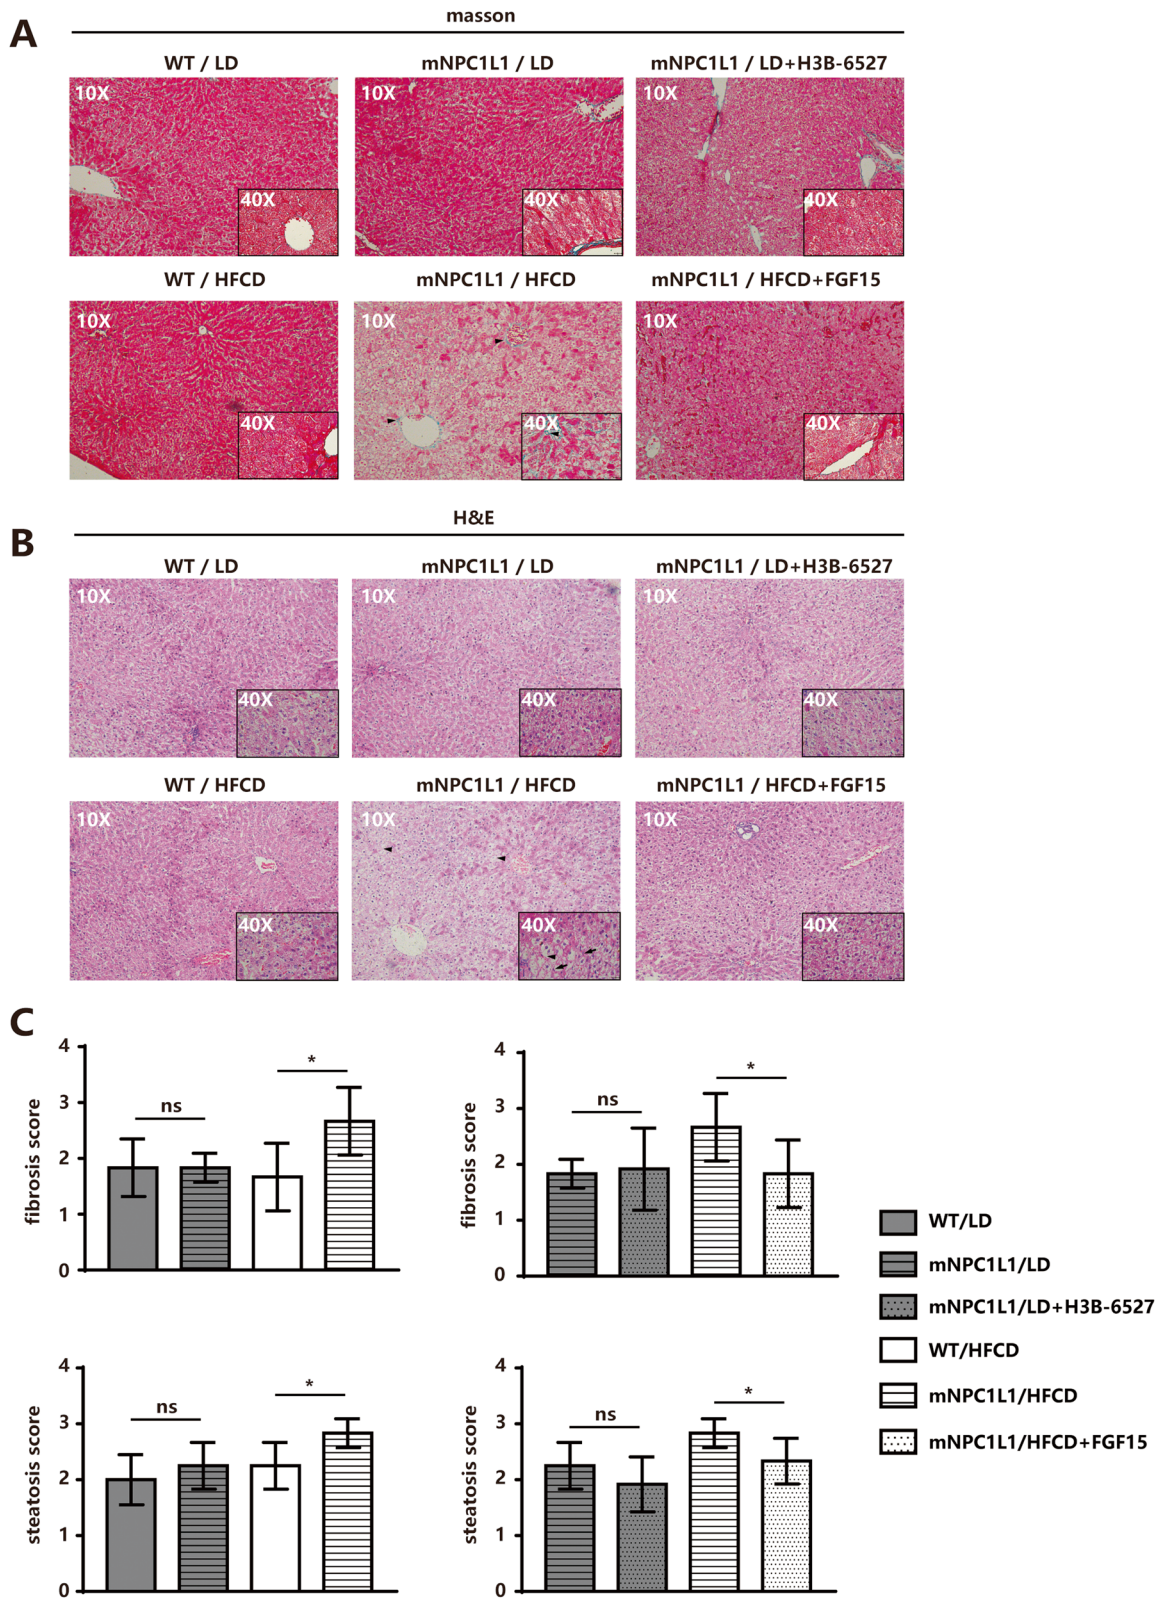 A
masson
WT / LD
mNPC1L1 / LD
mNPC1L1 / LD+H3B-6527
10X
40X
10X
40X
10X
40X
WT / HFCD
mNPC1L1 / HFCD
mNPC1L1 / HFCD+FGF15
10X
40X
10X
40X
10X
40X
B
H&E
WT / LD
mNPC1L1 / LD
mNPC1L1 / LD+H3B-6527
10X
40X
10X
40X
10X
40X
WT / HFCD
mNPC1L1 / HFCD
mNPC1L1 / HFCD+FGF15
10X
40X
10X
40X
10X
40X
C
fibrosis score
4
3
2
1
0
ns
*
fibrosis score
4
3
2
1
0
ns
*
steatosis score
4
3
2
1
0
ns
*
steatosis score
4
3
2
1
0
ns
*
WT/LD
mNPC1L1/LD
mNPC1L1/LD+H3B-6527
WT/HFCD
mNPC1L1/HFCD
mNPC1L1/HFCD+FGF15